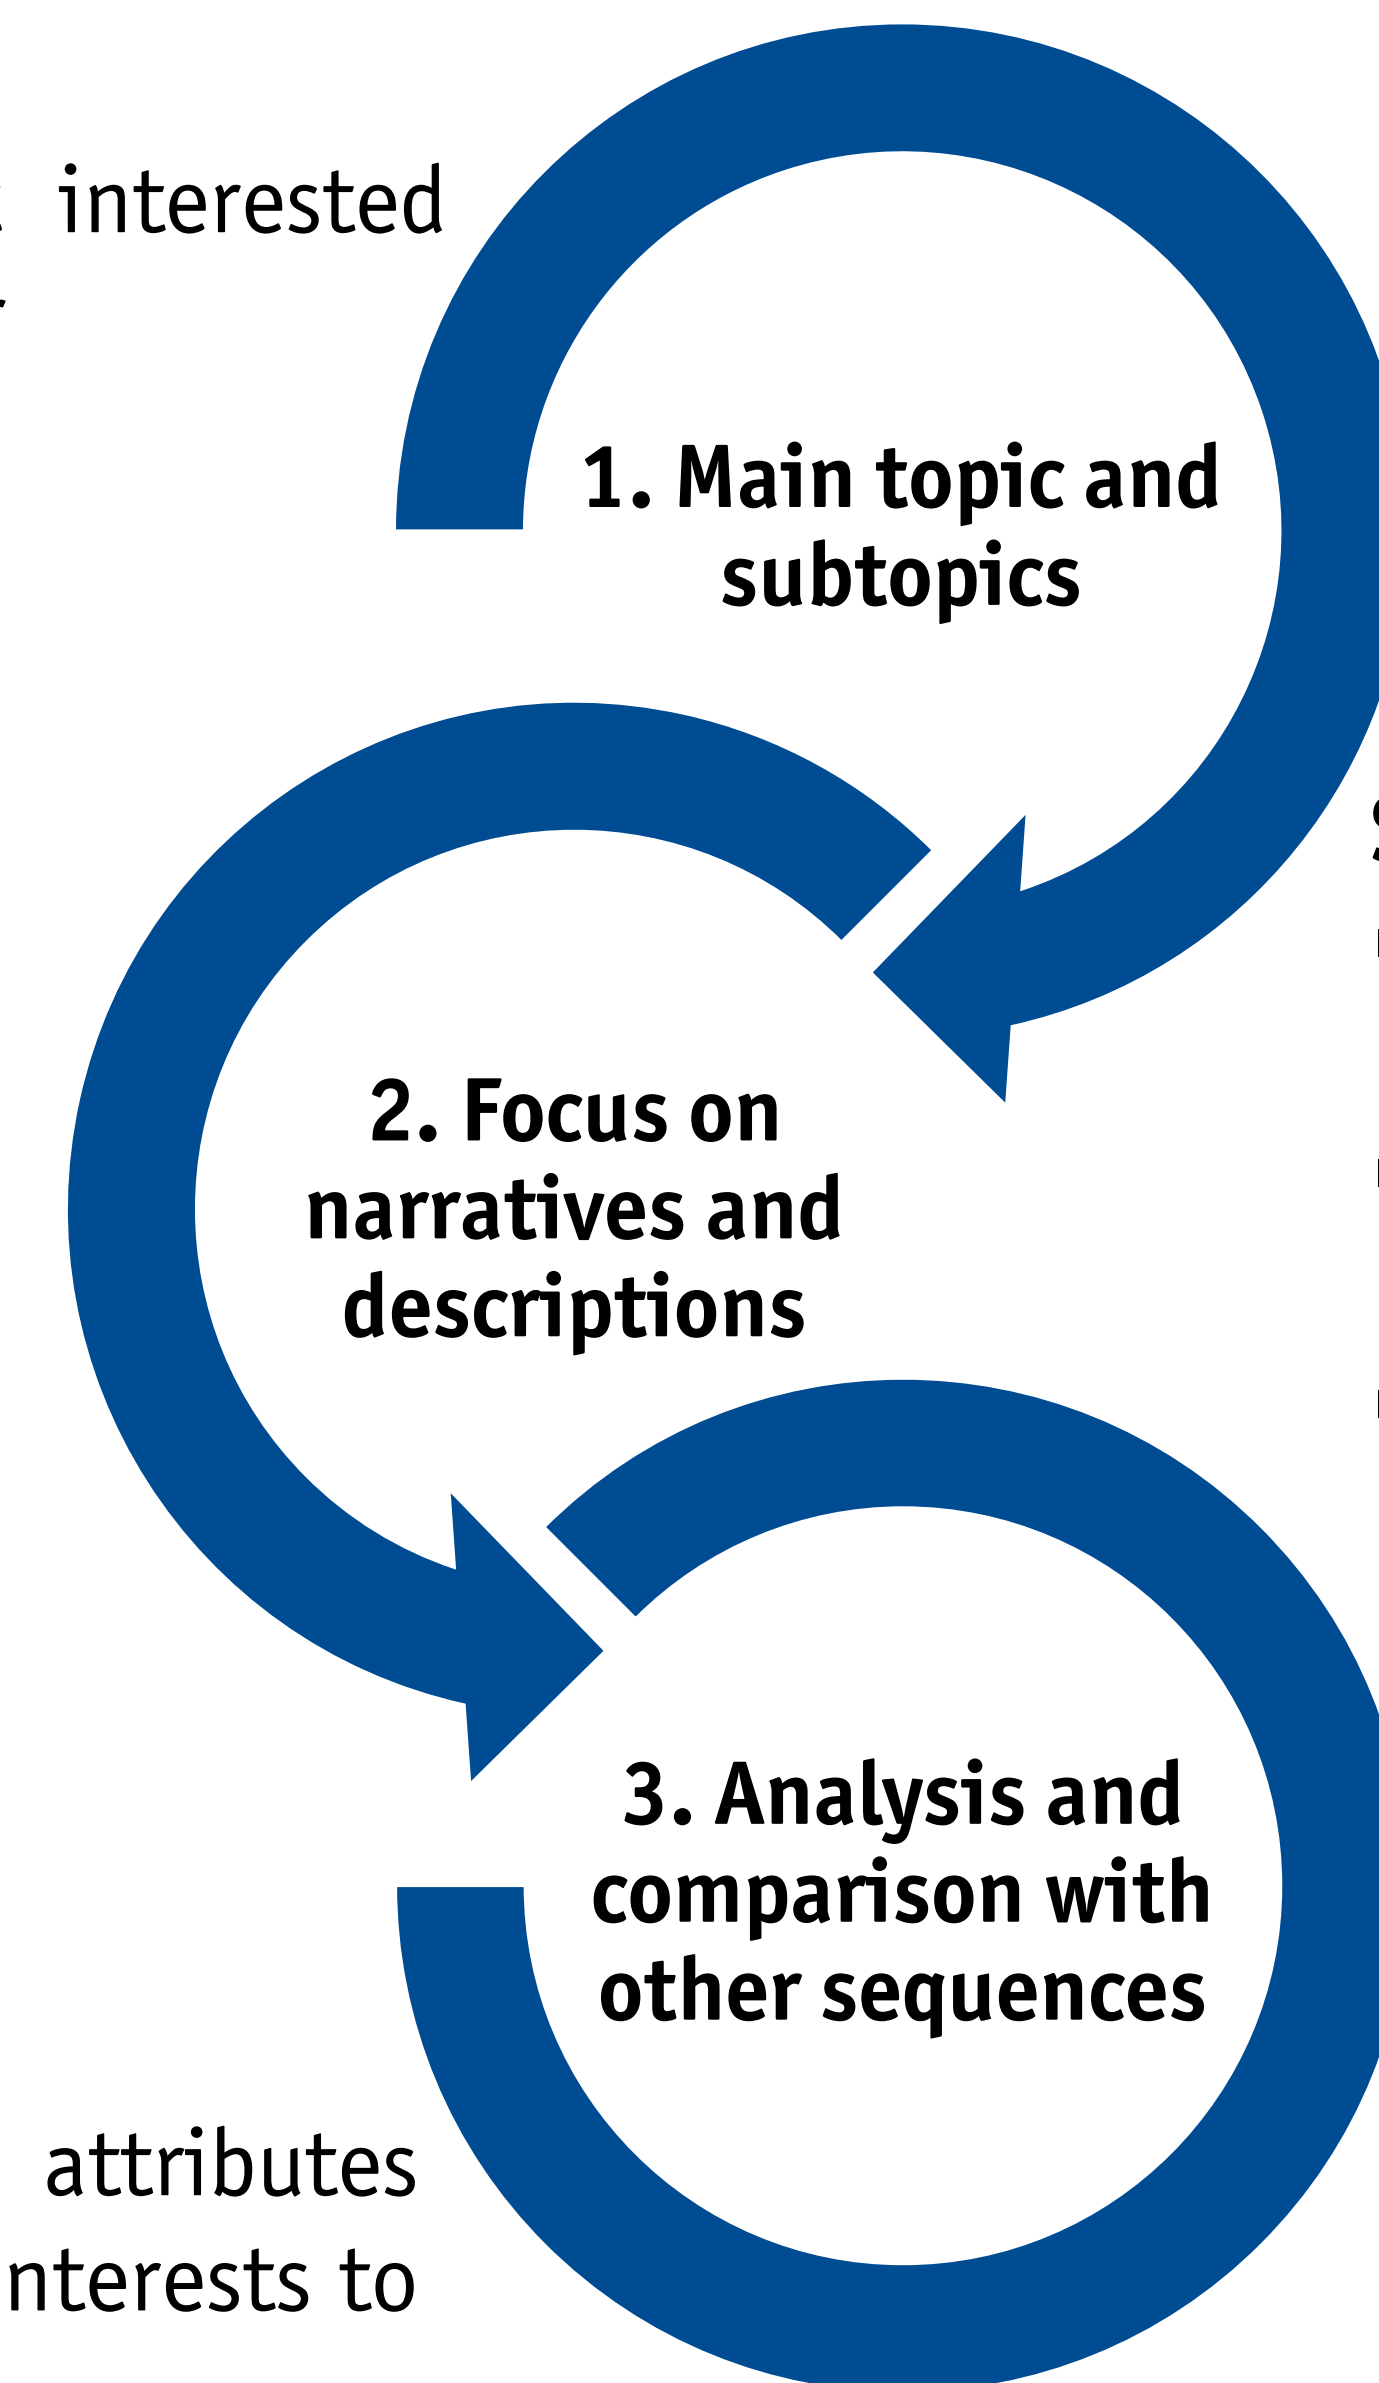 interested
1. Main topic and
subtopics
2. Focus on
narratives and
descriptions
3. Analysis and
comparison with
other sequences
attributes
nterests to